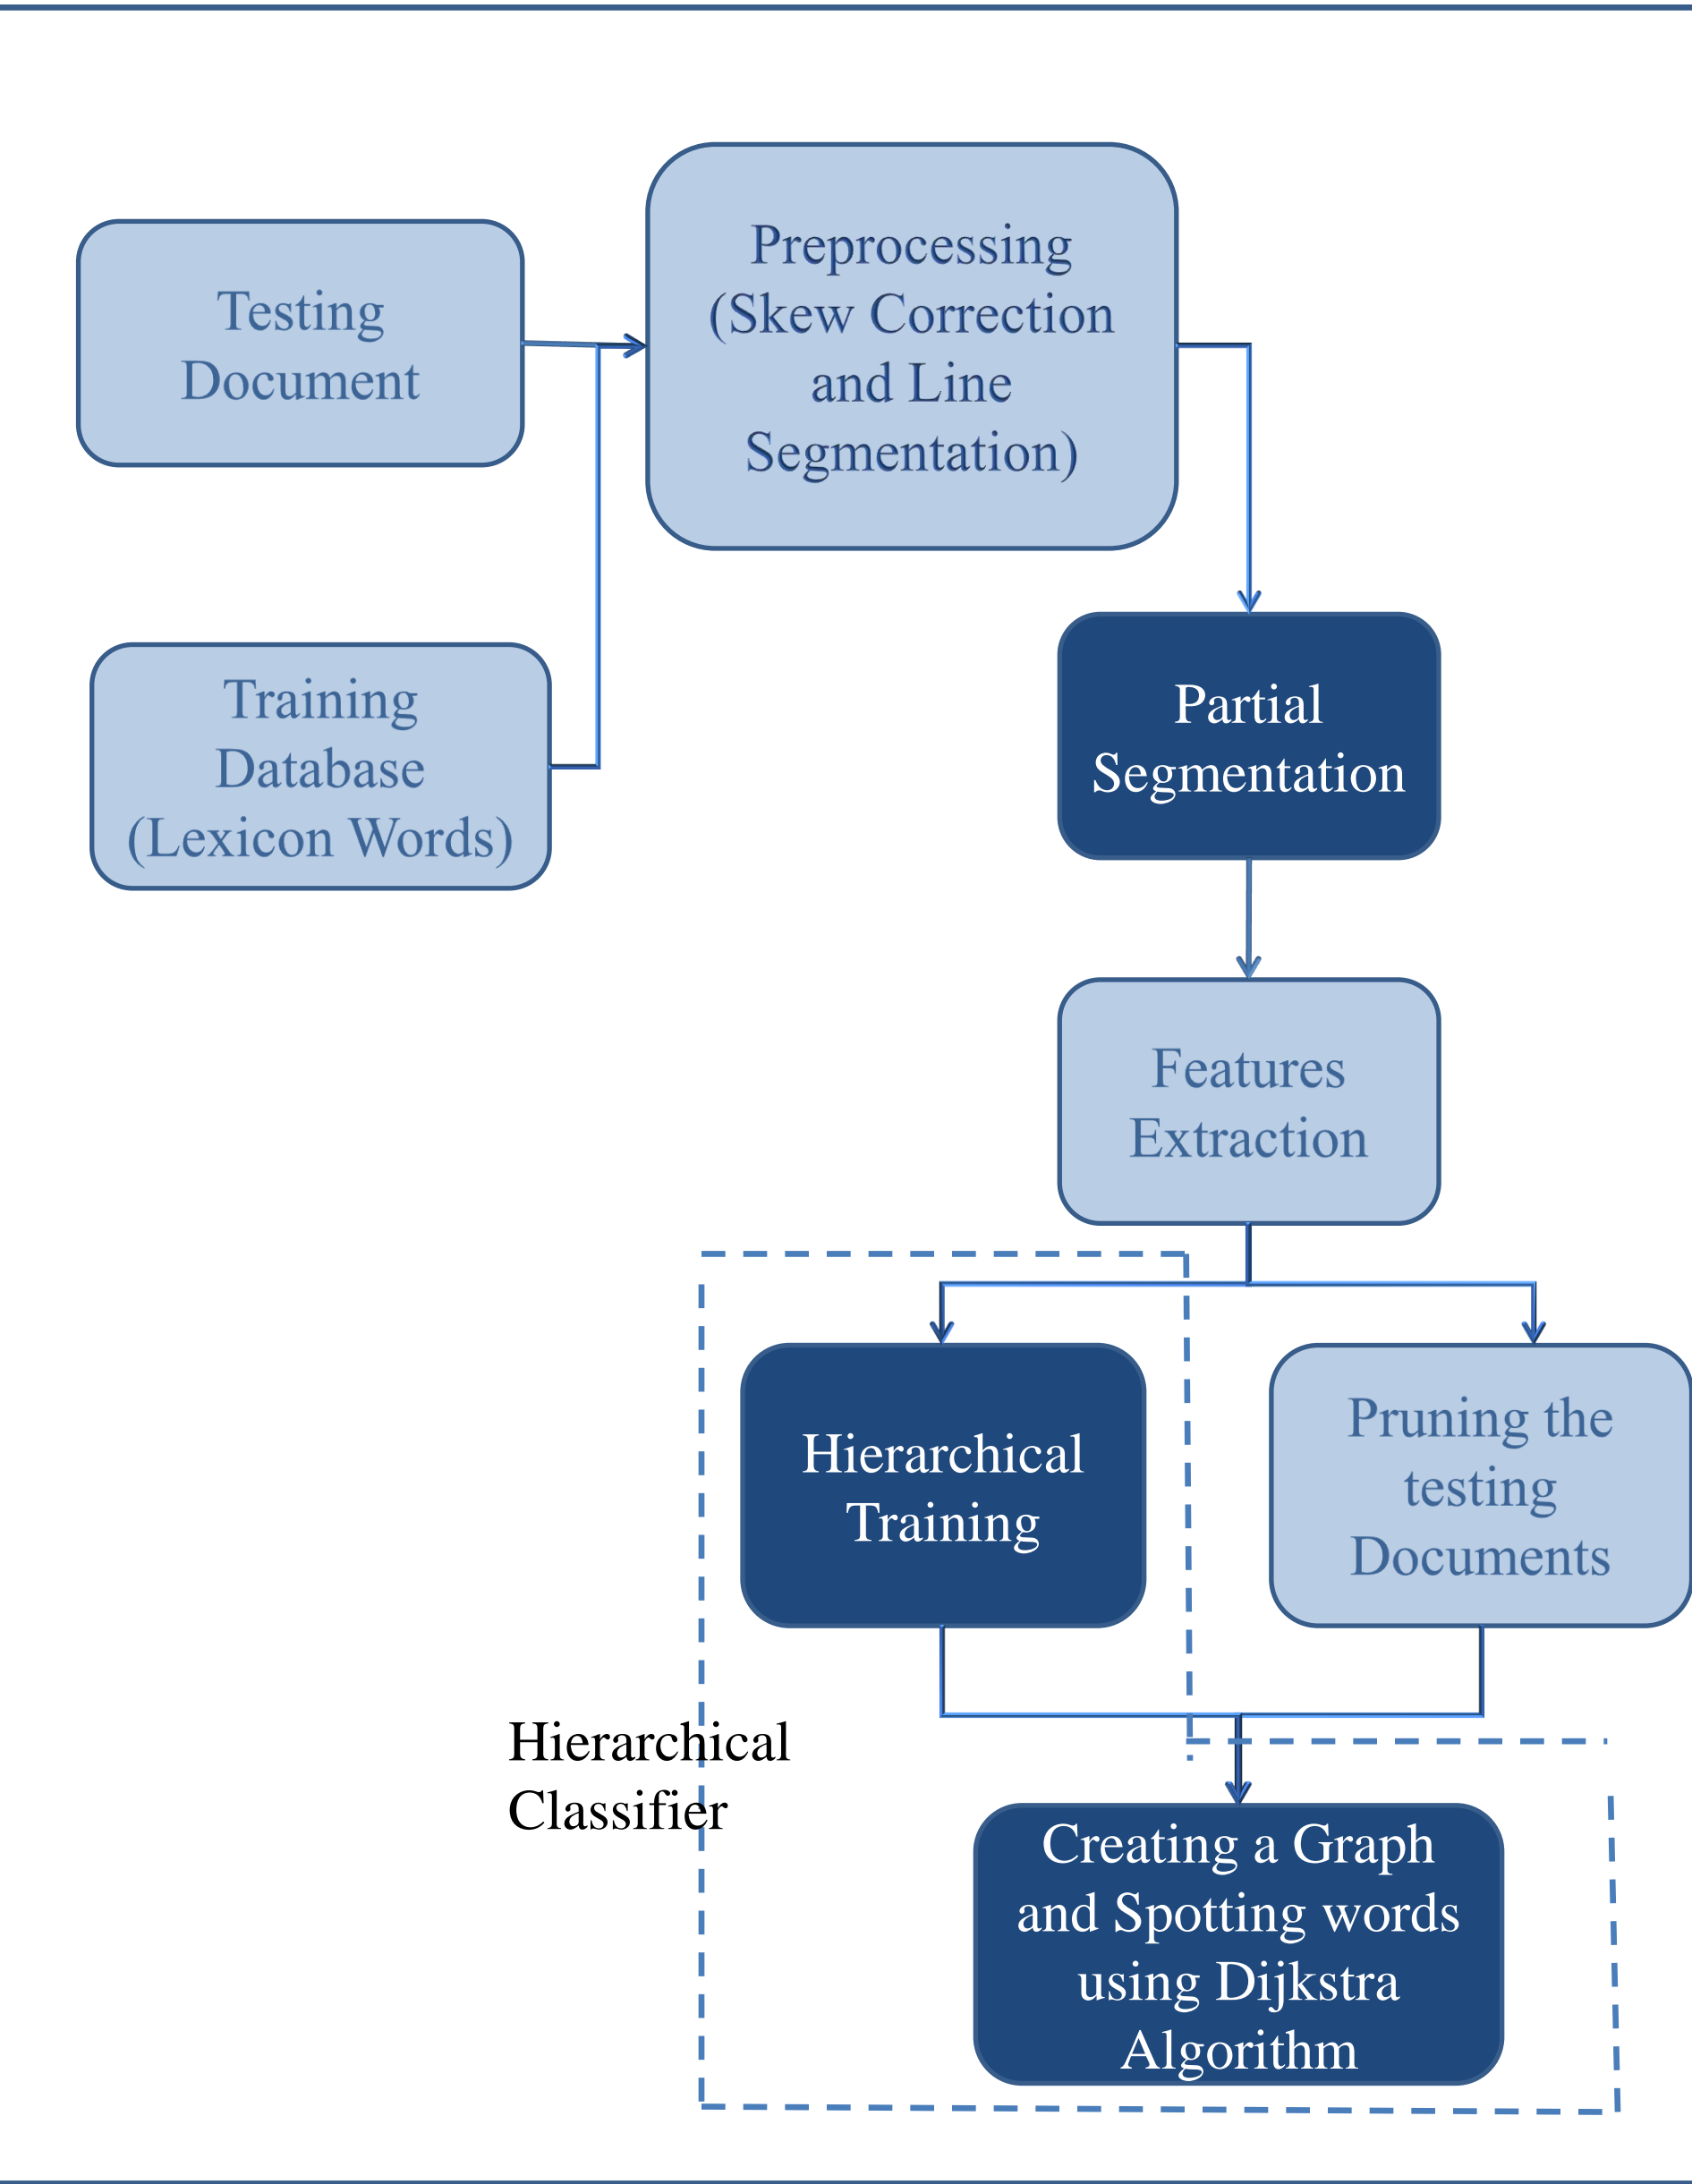 Testing
Document
Preprocessing
(Skew Correction
and Line
Segmentation)
Training
Database
(Lexicon Words)
Partial
Segmentation
Features
Extraction
Hierarchical
Training
Pruning the
testing
Documents
Hierarchical
Classifier
Creating a Graph
and Spotting words
using Dijkstra
Algorithm